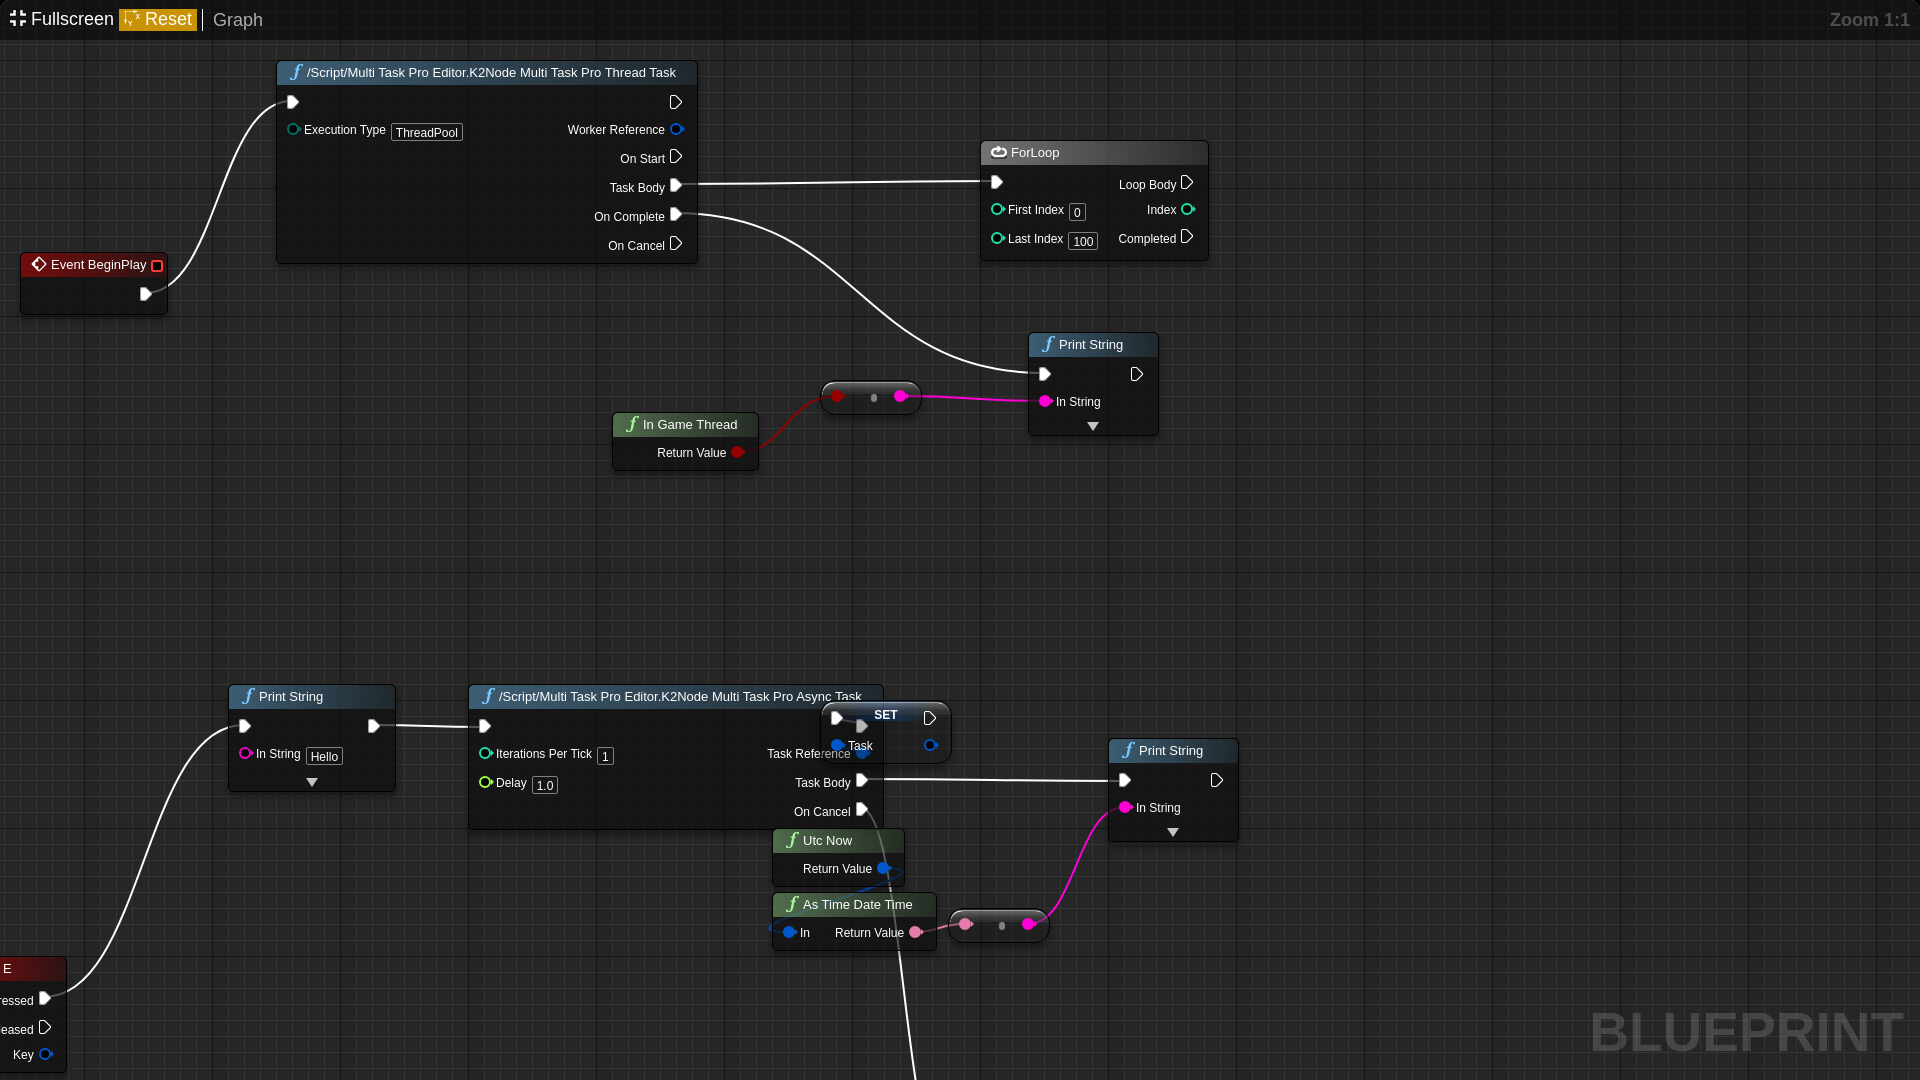 Fullscreen Reset Graph
Zoom 1:1
/Script/Multi Task Pro Editor.K2Node Multi Task Pro Thread Task
Execution Type ThreadPool
Worker Reference
On Start
Task Body
On Complete
On Cancel
ForLoop
Loop Body
First Index 0
Index
Last Index 100
Completed
Event BeginPlay
Print String
In String
In Game Thread
Return Value
Print String
In String Hello
/Script/Multi Task Pro Editor.K2Node Multi Task Pro Async Task
Iterations Per Tick 1
Task Reference
Delay 1.0
Task Body
On Cancel
SET
Task
Print String
In String
Utc Now
Return Value
As Time Date Time
In
Return Value
E
ressed
eased
Key
BLUEPRINT